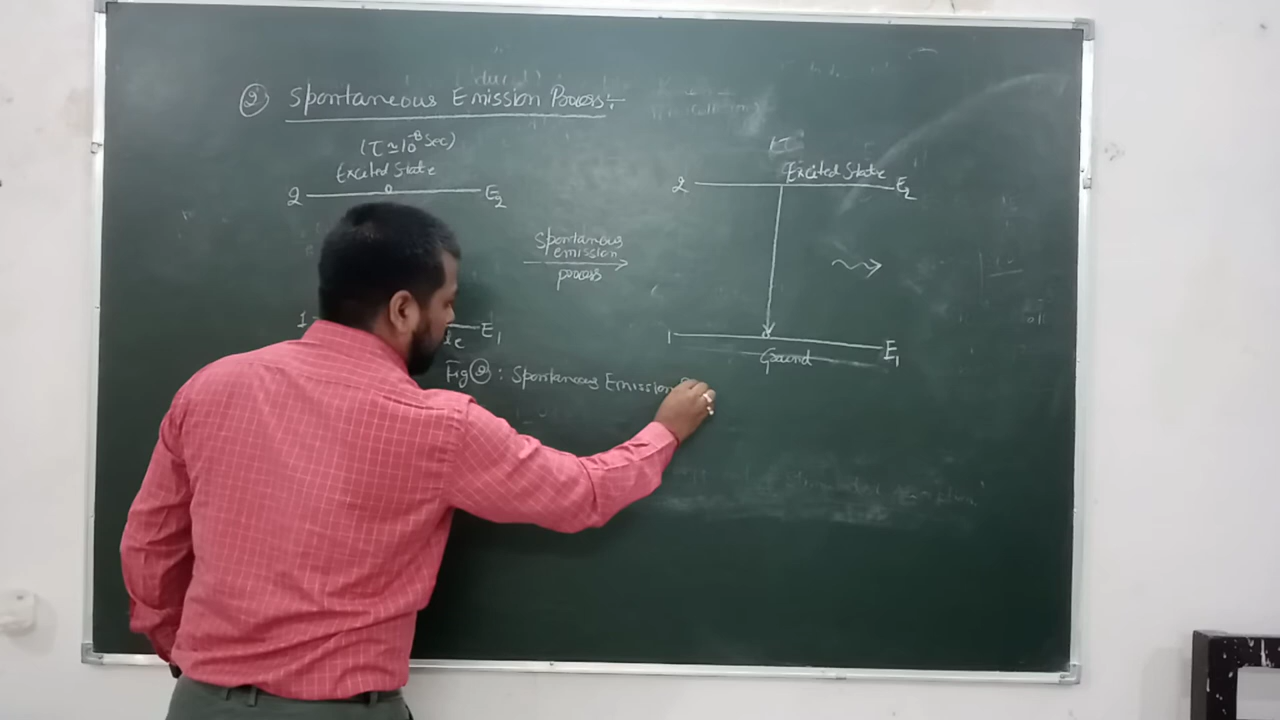 ② Spontaneous Emission Process:-
(τ ≃ 10⁻⁸ Sec)
Excited State
2 E₂
Spontaneous
emission
process
1 E₁
Fig ②: Spontaneous Emission
(τ
Excited State
2 E₂
1 E₁
Ground